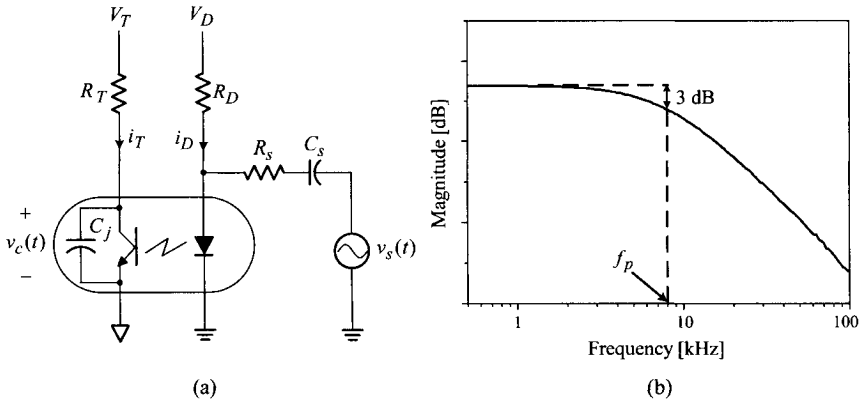 V_T V_D
R_T R_D
i_T i_D R_s C_s
+
v_c(t) C_j v_s(t)
−
(a)
Magnitude [dB]
3 dB
f_p
1 10 100
Frequency [kHz]
(b)